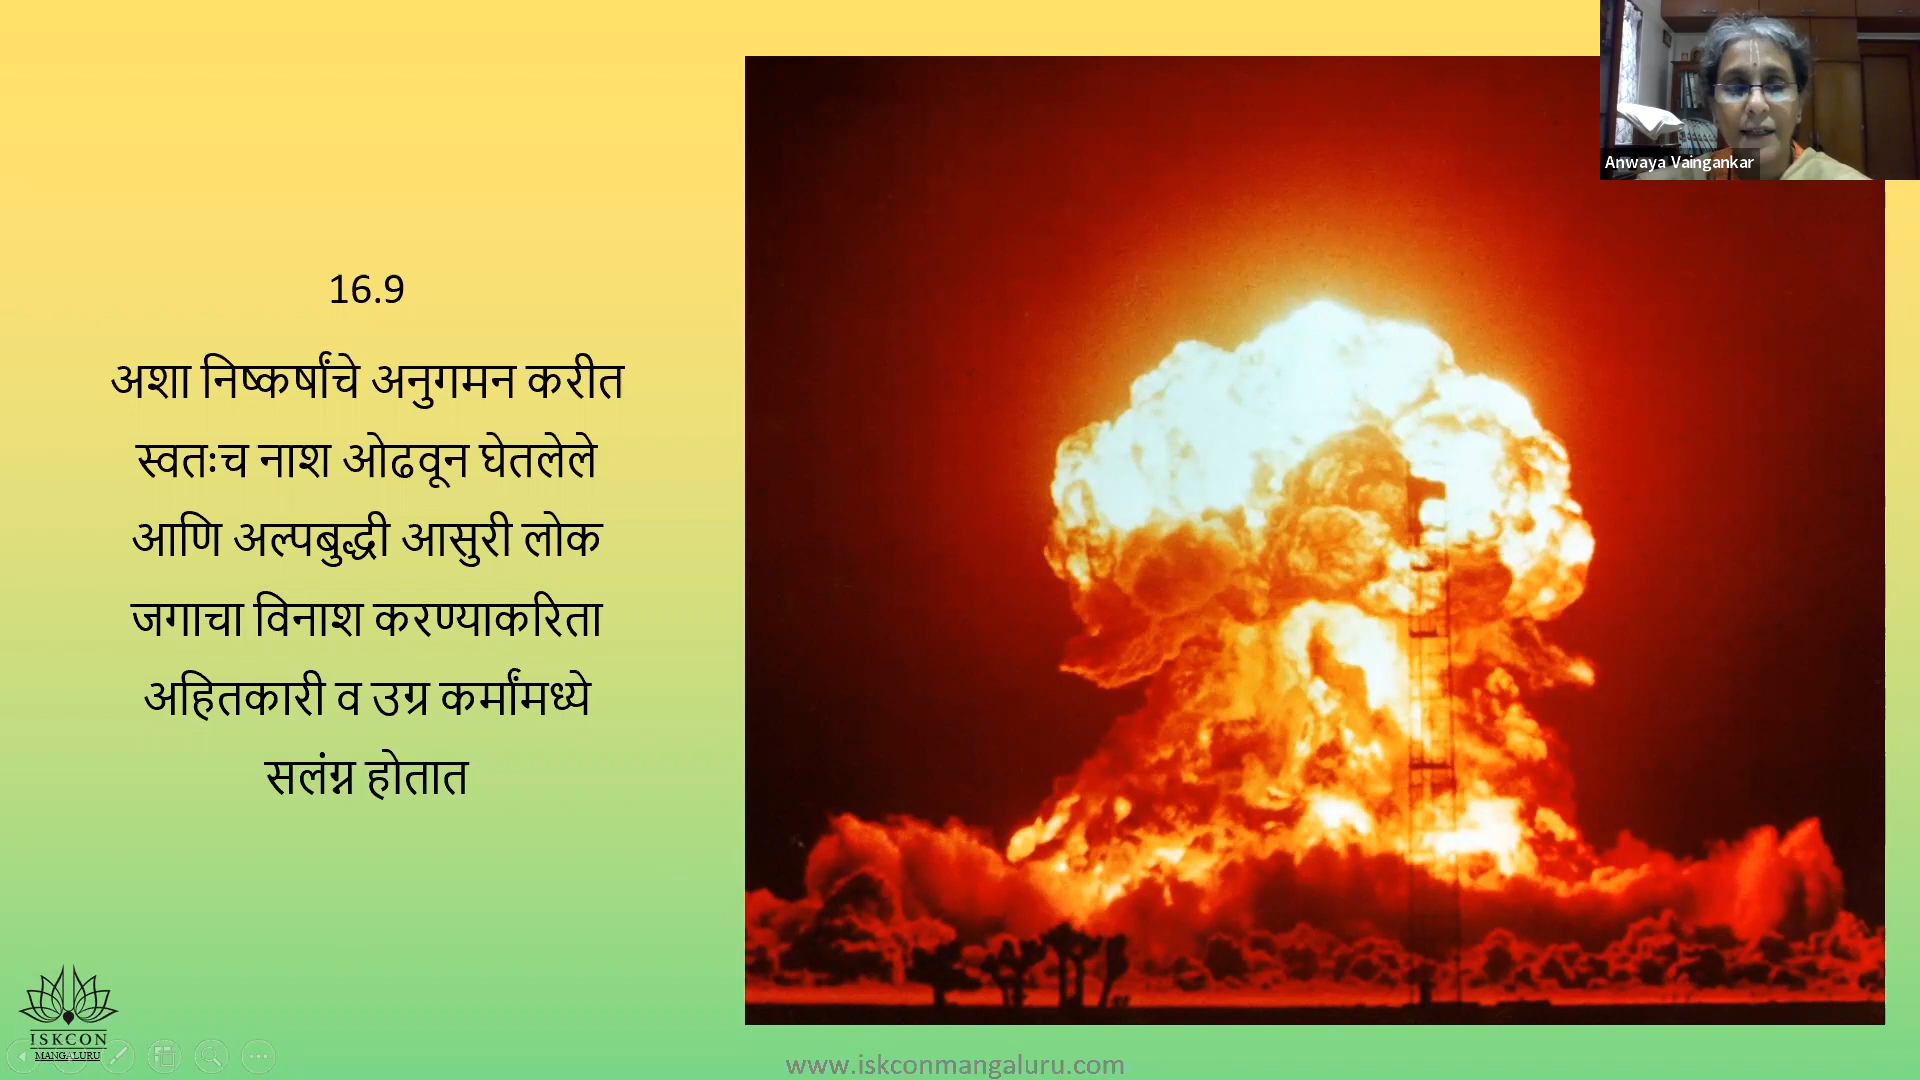 Anwaya Vaingankar
16.9
अशा निष्कर्षांचे अनुगमन करीत
स्वतःच नाश ओढवून घेतलेले
आणि अल्पबुद्धी आसुरी लोक
जगाचा विनाश करण्याकरिता
अहितकारी व उग्र कर्मांमध्ये
सलंग्न होतात
ISKCON
MANGALURU
www.iskconmangaluru.com